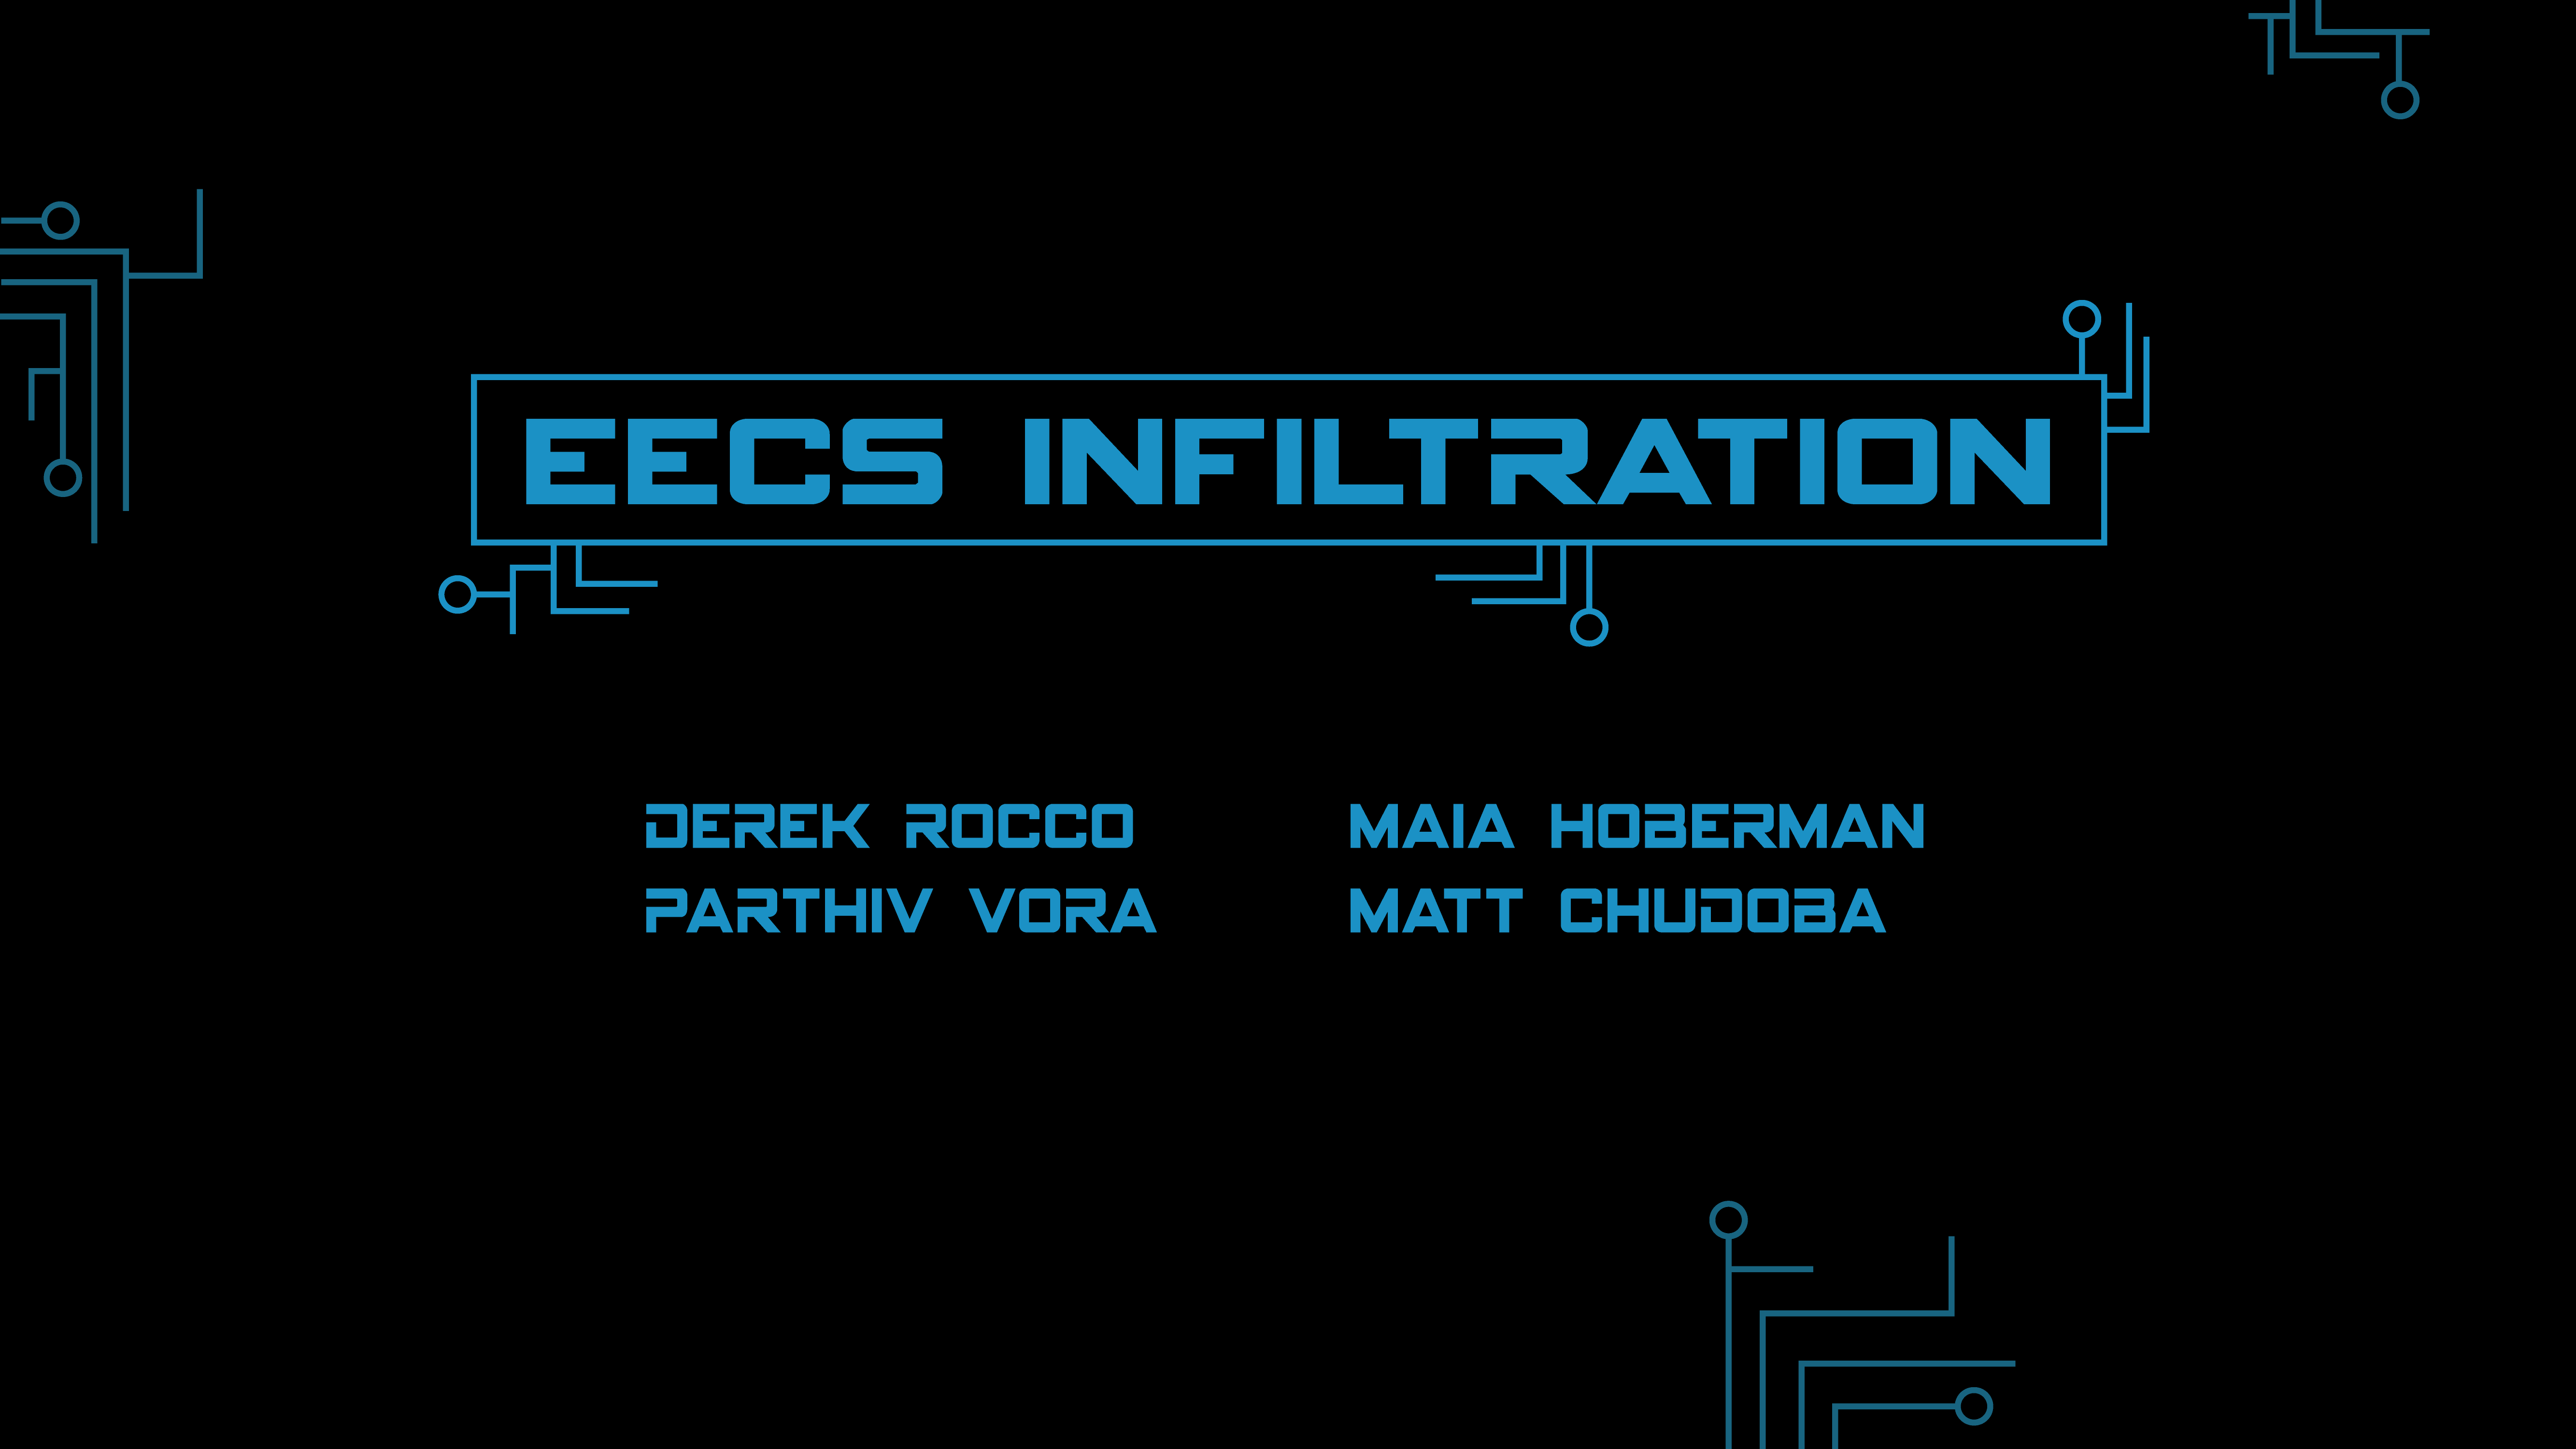 EECS INFILTRATION
DEREK ROCCO
PARTHIV VORA
MAIA HOBERMAN
MATT CHUDOBA